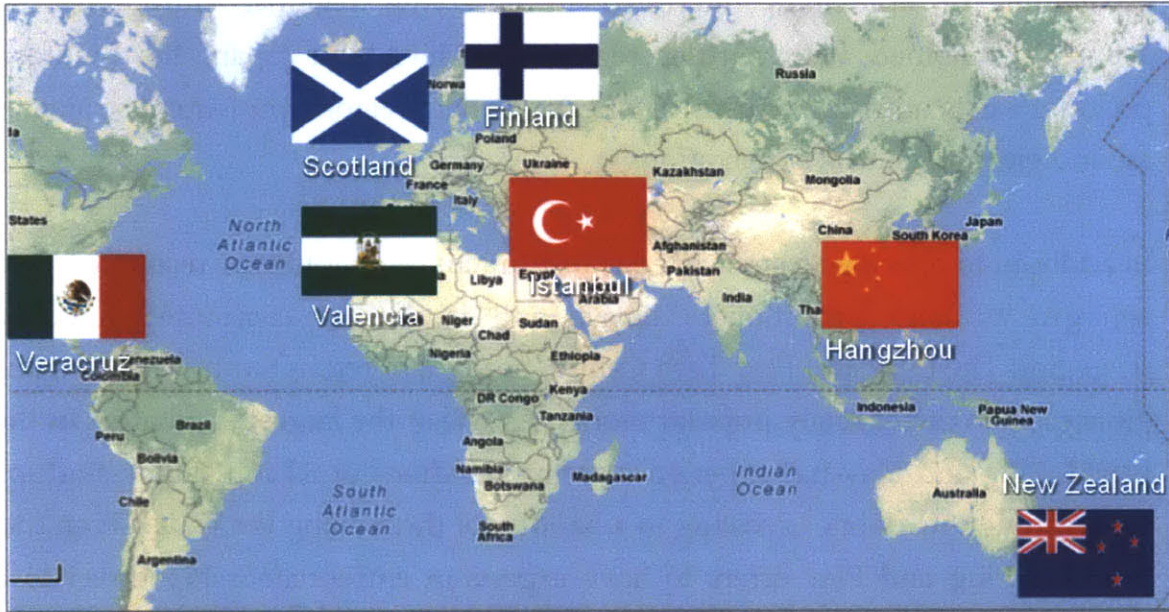 Russia
Norwa
Finland
Scotland
Poland
Germany
Ukraine
France
Kazakhstan
Mongolia
Italy
States
North
Atlantic
Ocean
Japan
China
South Korea
Afghanistan
Pakistan
Egypt
Istanbul
Libya
Arabia
India
Tha
Valencia
Niger
Chad
Sudan
Veracruz
enezuela
Colombia
Nigeria
Ethiopia
Hangzhou
Kenya
DR Congo
Tanzania
Indonesia
Papua New
Guinea
Peru
Brazil
Angola
Bolivia
Namibia
Botswana
Madagascar
Indian
Ocean
Chile
South
Atlantic
Ocean
South
Africa
Australia
New Zealand
Argentina